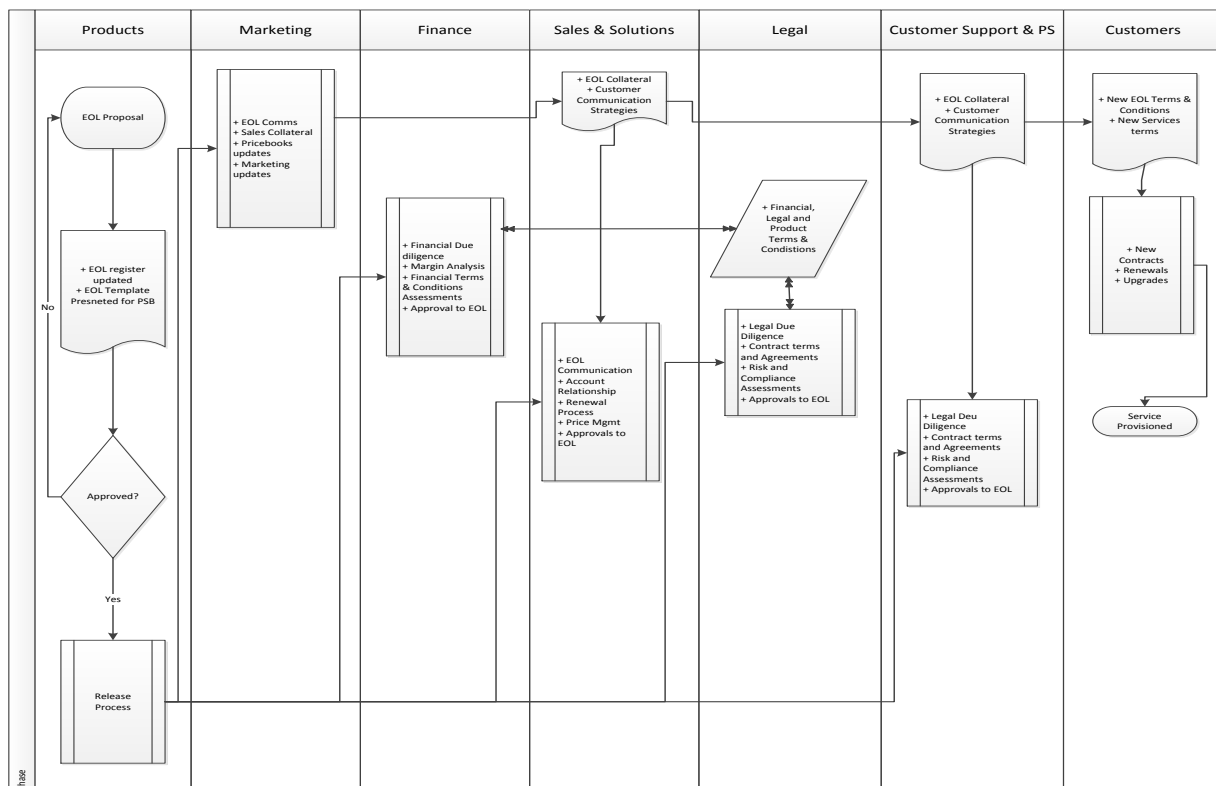 Products
Marketing
Finance
Sales & Solutions
Legal
Customer Support & PS
Customers
EOL Proposal
+ EOL register
updated
+ EOL Template
Presneted for PSB
No
Approved?
Yes
Release
Process
+ EOL Comms
+ Sales Collateral
+ Pricebooks
updates
+ Marketing
updates
+ Financial Due
diligence
+ Margin Analysis
+ Financial Terms
& Conditions
Assessments
+ Approval to EOL
+ EOL Collateral
+ Customer
Communication
Strategies
+ EOL
Communication
+ Account
Relationship
+ Renewal
Process
+ Price Mgmt
+ Approvals to
EOL
+ Financial,
Legal and
Product
Terms &
Condistions
+ Legal Due
Diligence
+ Contract terms
and Agreements
+ Risk and
Compliance
Assessments
+ Approvals to EOL
+ EOL Collateral
+ Customer
Communication
Strategies
+ Legal Deu
Diligence
+ Contract terms
and Agreements
+ Risk and
Compliance
Assessments
+ Approvals to EOL
+ New EOL Terms &
Conditions
+ New Services
terms
+ New
Contracts
+ Renewals
+ Upgrades
Service
Provisioned